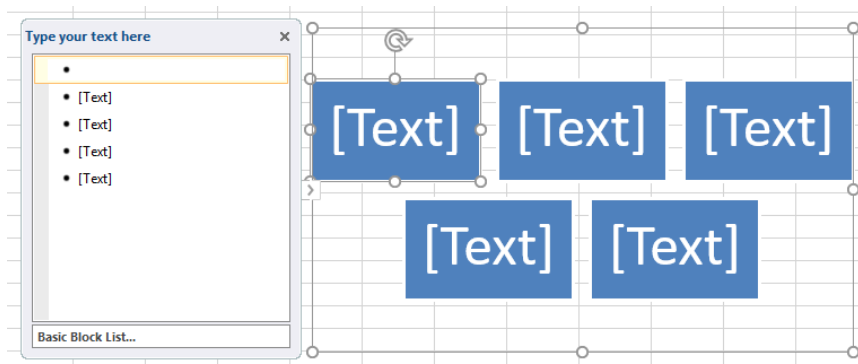 Type your text here
[Text]
[Text]
[Text]
[Text]
Basic Block List...
[Text] [Text] [Text]
[Text] [Text]